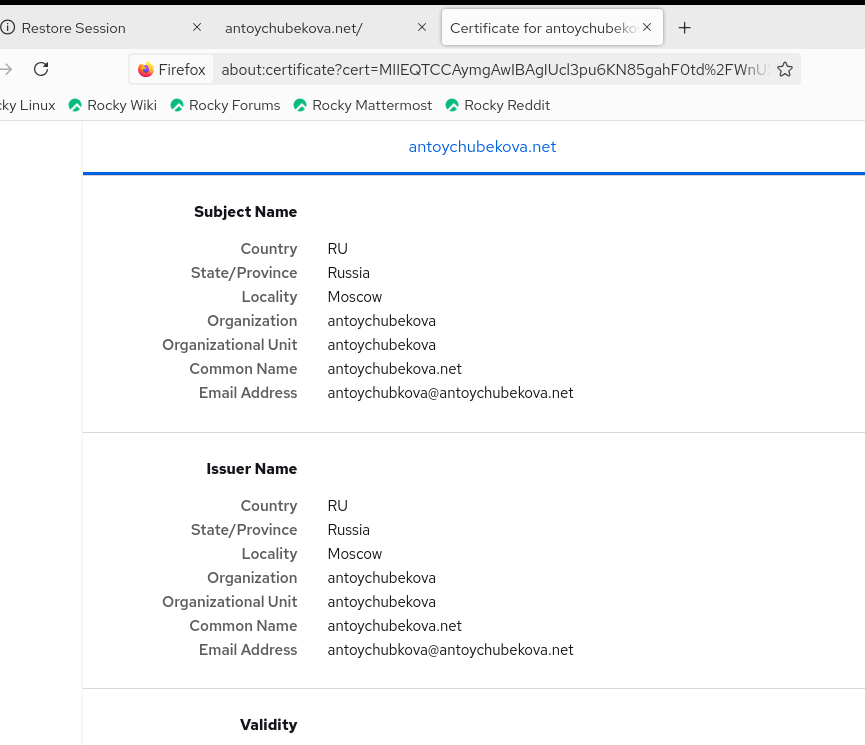 Restore Session
antoychubekova.net/
Certificate for antoychubeko
Firefox about:certificate?cert=MIIEQTCCAymgAwIBAgIUcl3pu6KN85gahF0td%2FWnU
cky Linux Rocky Wiki Rocky Forums Rocky Mattermost Rocky Reddit
antoychubekova.net
Subject Name
Country RU
State/Province Russia
Locality Moscow
Organization antoychubekova
Organizational Unit antoychubekova
Common Name antoychubekova.net
Email Address antoychubkova@antoychubekova.net
Issuer Name
Country RU
State/Province Russia
Locality Moscow
Organization antoychubekova
Organizational Unit antoychubekova
Common Name antoychubekova.net
Email Address antoychubkova@antoychubekova.net
Validity